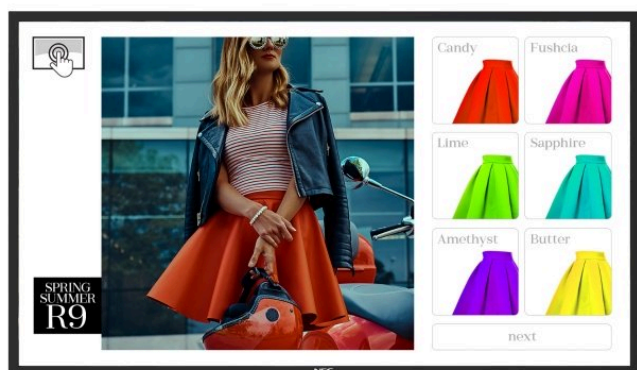 Candy
Fushcia
Lime
Sapphire
Amethyst
Butter
next
SPRING
SUMMER
R9